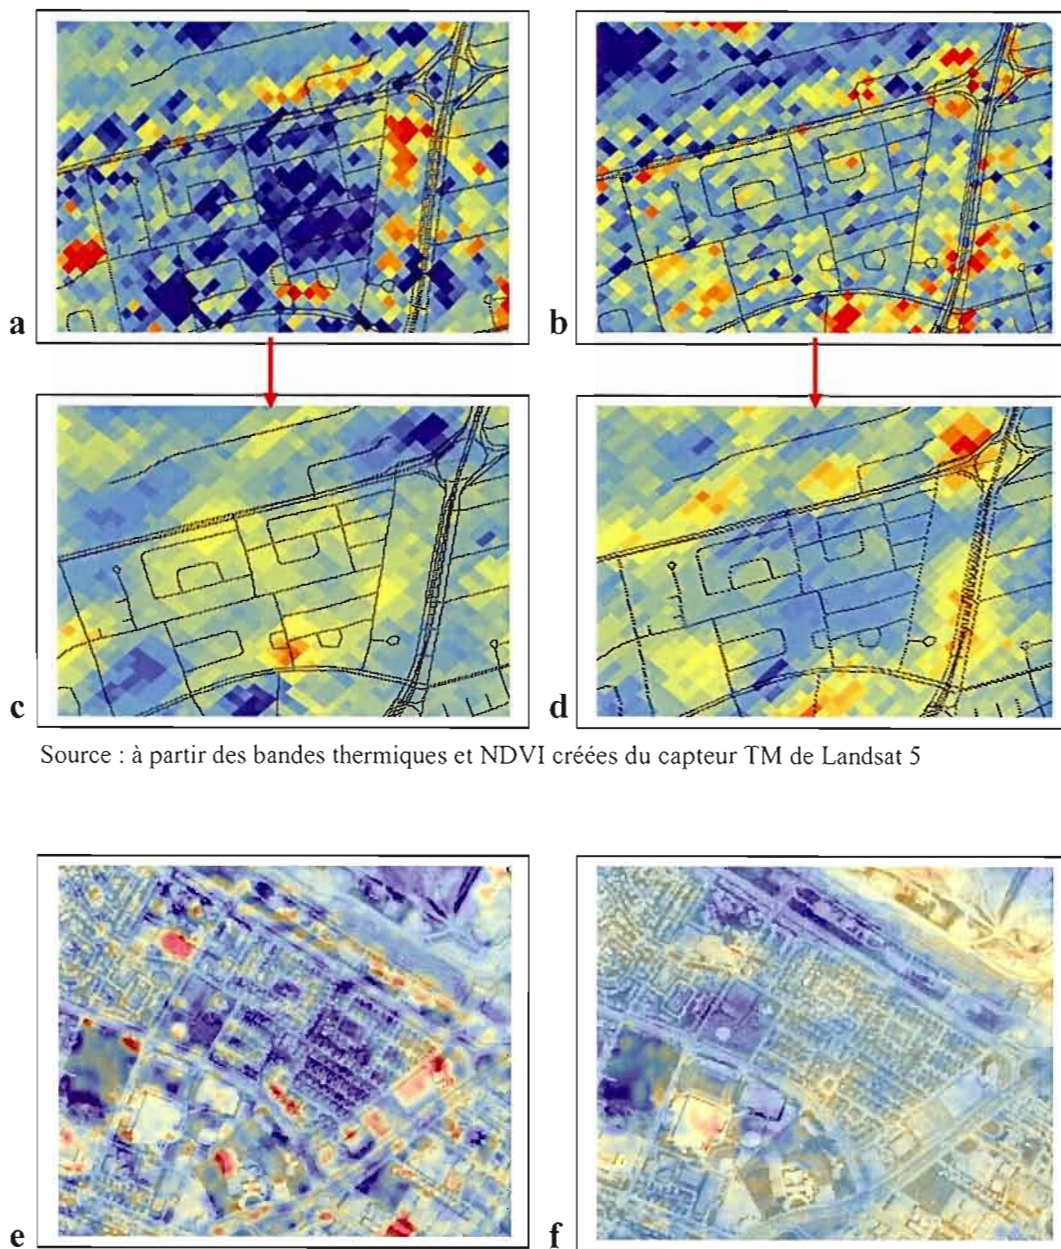 a
b
c
d
Source : à partir des bandes thermiques et NDVI créées du capteur TM de Landsat 5
e
f